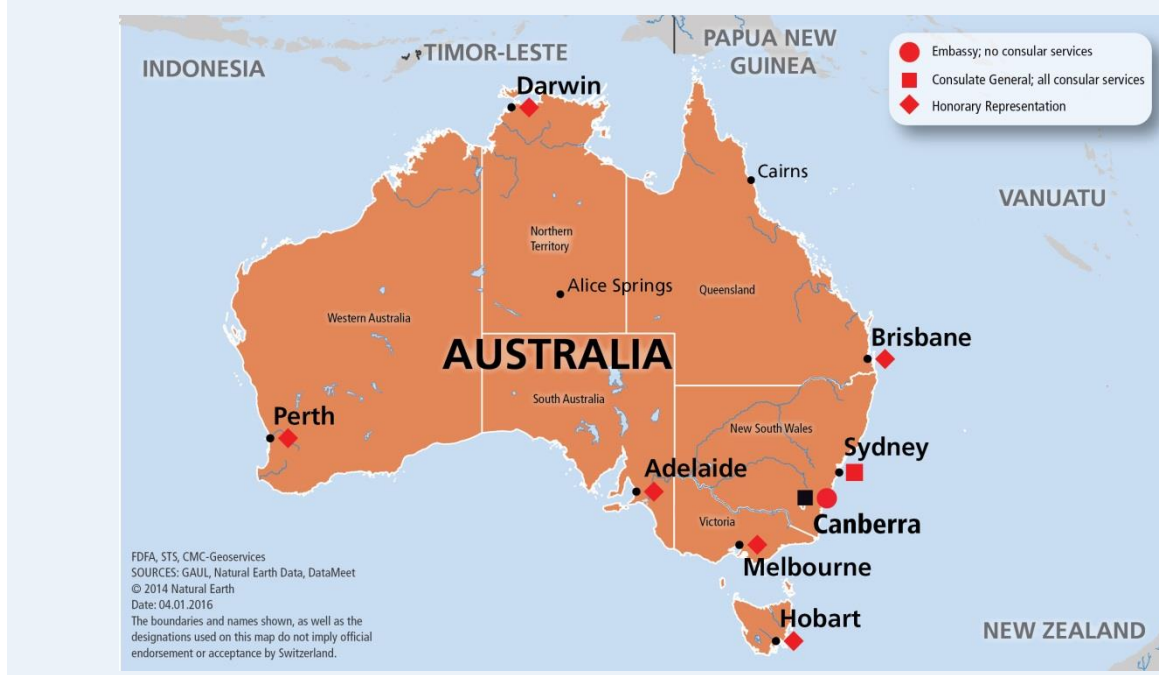 INDONESIA
TIMOR-LESTE
PAPUA NEW
GUINEA
Embassy; no consular services
Consulate General; all consular services
Honorary Representation
Darwin
Cairns
VANUATU
Northern
Territory
Alice Springs
Queensland
Western Australia
AUSTRALIA
Brisbane
South Australia
Perth
New South Wales
Sydney
Adelaide
Victoria
Canberra
Melbourne
Hobart
NEW ZEALAND
FDFA, STS, CMC-Geoservices
SOURCES: GAUL, Natural Earth Data, DataMeet
© 2014 Natural Earth
Date: 04.01.2016
The boundaries and names shown, as well as the
designations used on this map do not imply official
endorsement or acceptance by Switzerland.